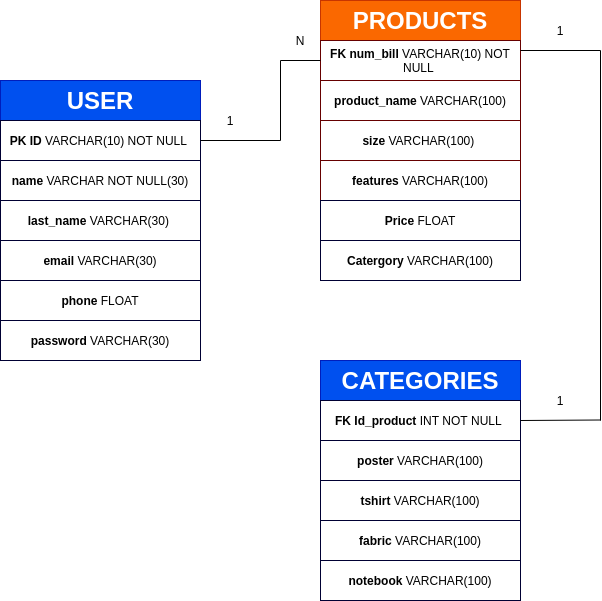 PRODUCTS
1
N
FK num_bill VARCHAR(10) NOT
NULL
USER
product_name VARCHAR(100)
1
PK ID VARCHAR(10) NOT NULL
size VARCHAR(100)
name VARCHAR NOT NULL(30)
features VARCHAR(100)
last_name VARCHAR(30)
Price FLOAT
email VARCHAR(30)
Catergory VARCHAR(100)
phone FLOAT
password VARCHAR(30)
CATEGORIES
1
FK Id_product INT NOT NULL
poster VARCHAR(100)
tshirt VARCHAR(100)
fabric VARCHAR(100)
notebook VARCHAR(100)